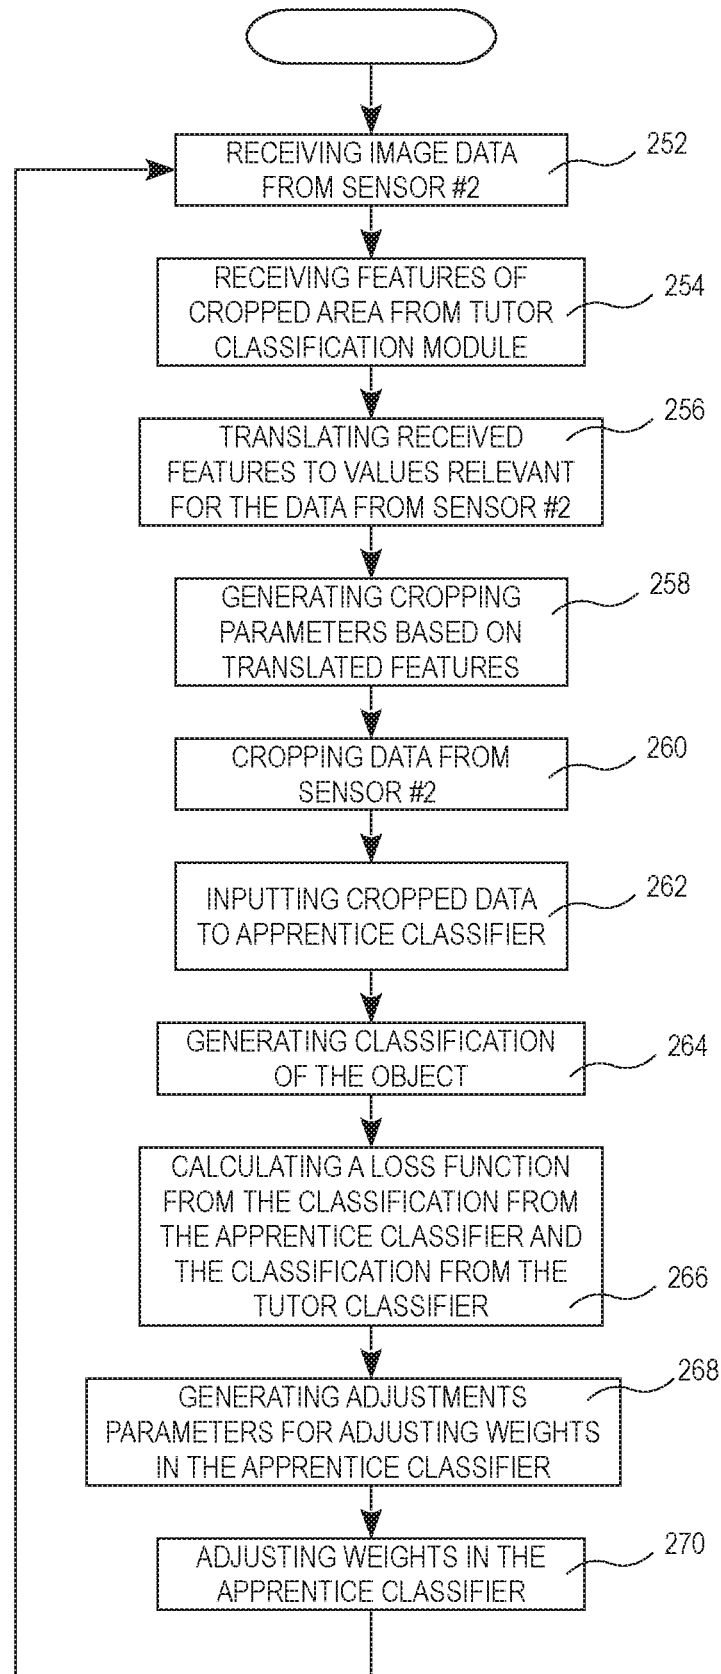 RECEIVING IMAGE DATA
FROM SENSOR #2
252
RECEIVING FEATURES OF
CROPPED AREA FROM TUTOR
CLASSIFICATION MODULE
254
TRANSLATING RECEIVED
FEATURES TO VALUES RELEVANT
FOR THE DATA FROM SENSOR #2
256
GENERATING CROPPING
PARAMETERS BASED ON
TRANSLATED FEATURES
258
CROPPING DATA FROM
SENSOR #2
260
INPUTTING CROPPED DATA
TO APPRENTICE CLASSIFIER
262
GENERATING CLASSIFICATION
OF THE OBJECT
264
CALCULATING A LOSS FUNCTION
FROM THE CLASSIFICATION FROM
THE APPRENTICE CLASSIFIER AND
THE CLASSIFICATION FROM THE
TUTOR CLASSIFIER
266
GENERATING ADJUSTMENTS
PARAMETERS FOR ADJUSTING WEIGHTS
IN THE APPRENTICE CLASSIFIER
268
ADJUSTING WEIGHTS IN THE
APPRENTICE CLASSIFIER
270